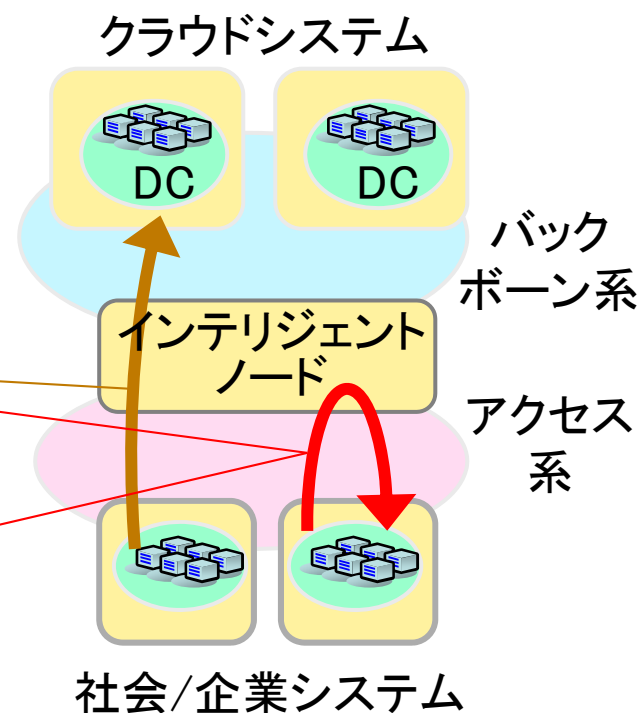 クラウドシステム
DC
DC
バック
ボーン系
インテリジェント
ノード
アクセス
系
社会/企業システム